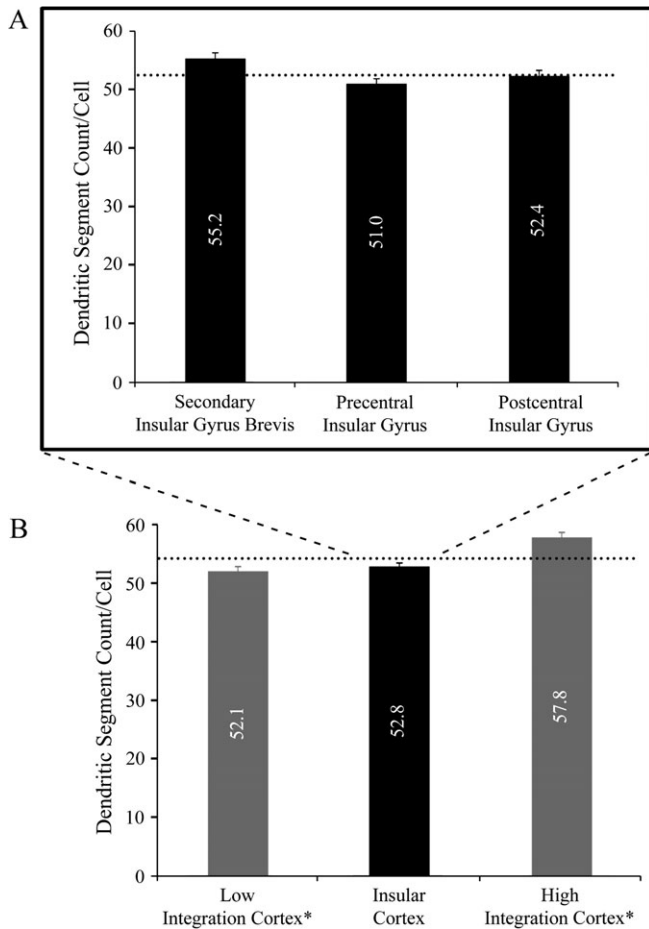 A
Dendritic Segment Count/Cell
60
50
40
30
20
10
0
55.2
51.0
52.4
Secondary
Insular Gyrus Brevis
Precentral
Insular Gyrus
Postcentral
Insular Gyrus
B
Dendritic Segment Count/Cell
60
50
40
30
20
10
0
52.1
52.8
57.8
Low
Integration Cortex*
Insular
Cortex
High
Integration Cortex*